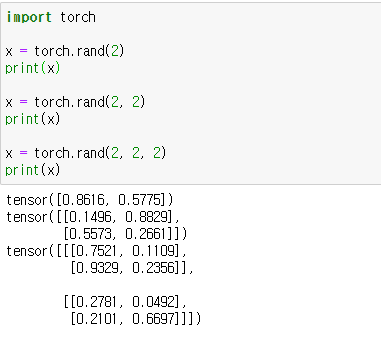 import torch
x = torch.rand(2)
print(x)
x = torch.rand(2, 2)
print(x)
x = torch.rand(2, 2, 2)
print(x)
tensor([0.8616, 0.5775])
tensor([[0.1496, 0.8829],
[0.5573, 0.2661]])
tensor([[[0.7521, 0.1109],
[0.9329, 0.2356]],
[[0.2781, 0.0492],
[0.2101, 0.6697]]])